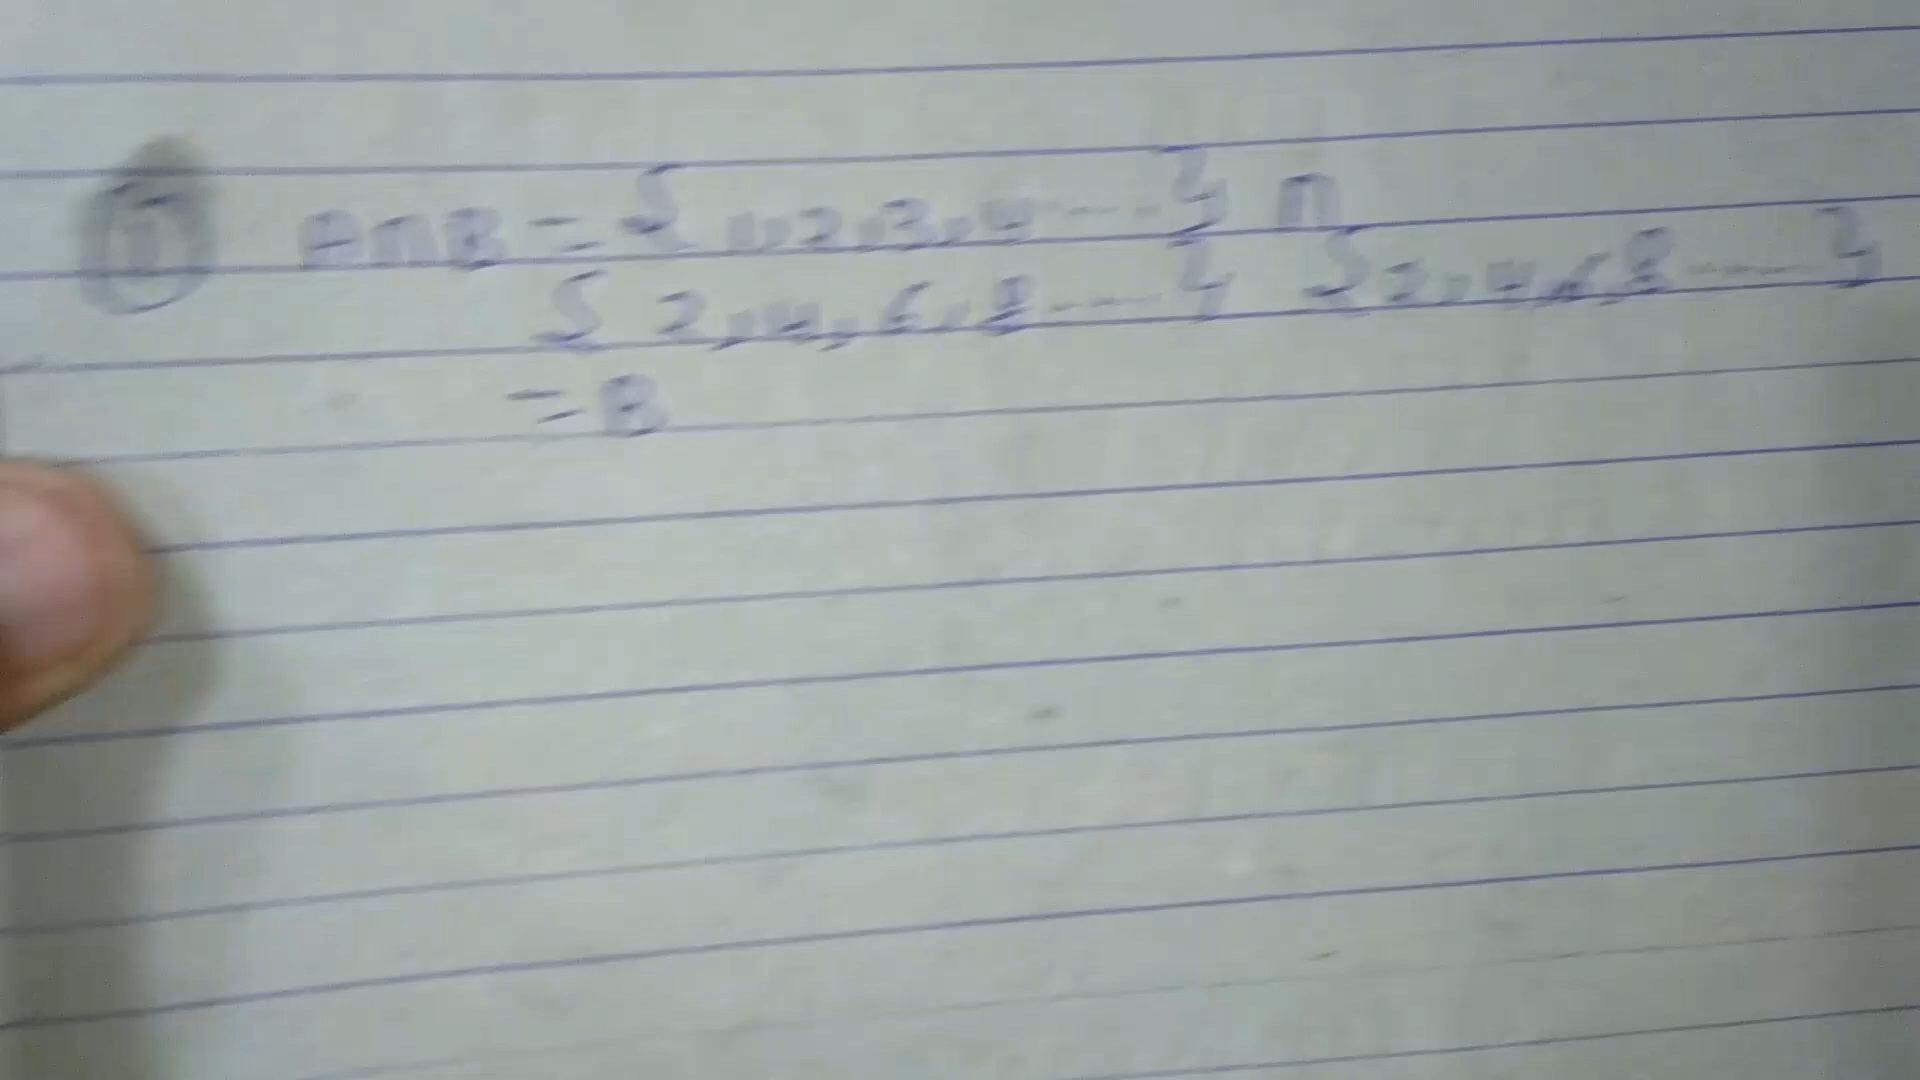 (i) A∩B = {1,2,3,4-----} ∩
{2,4,6,8-----} {2,4,6,8-----}
= B